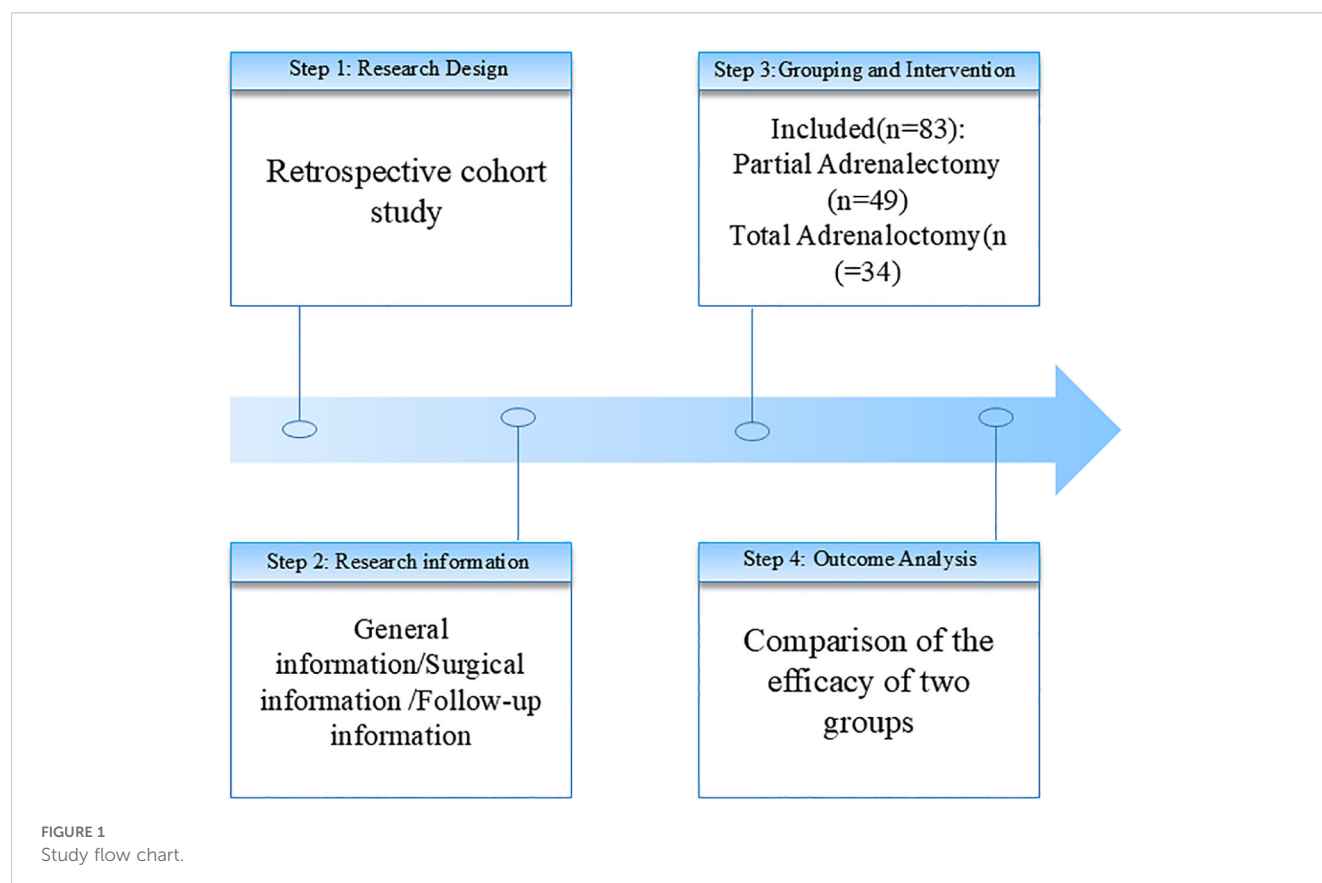 Step 1: Research Design
Retrospective cohort
study
Step 2: Research information
General
information/Surgical
information /Follow-up
information
Step 3:Grouping and Intervention
Included(n=83):
Partial Adrenalectomy
(n=49)
Total Adrenaloctomy(n
(=34)
Step 4: Outcome Analysis
Comparison of the
efficacy of two
groups
FIGURE 1
Study flow chart.